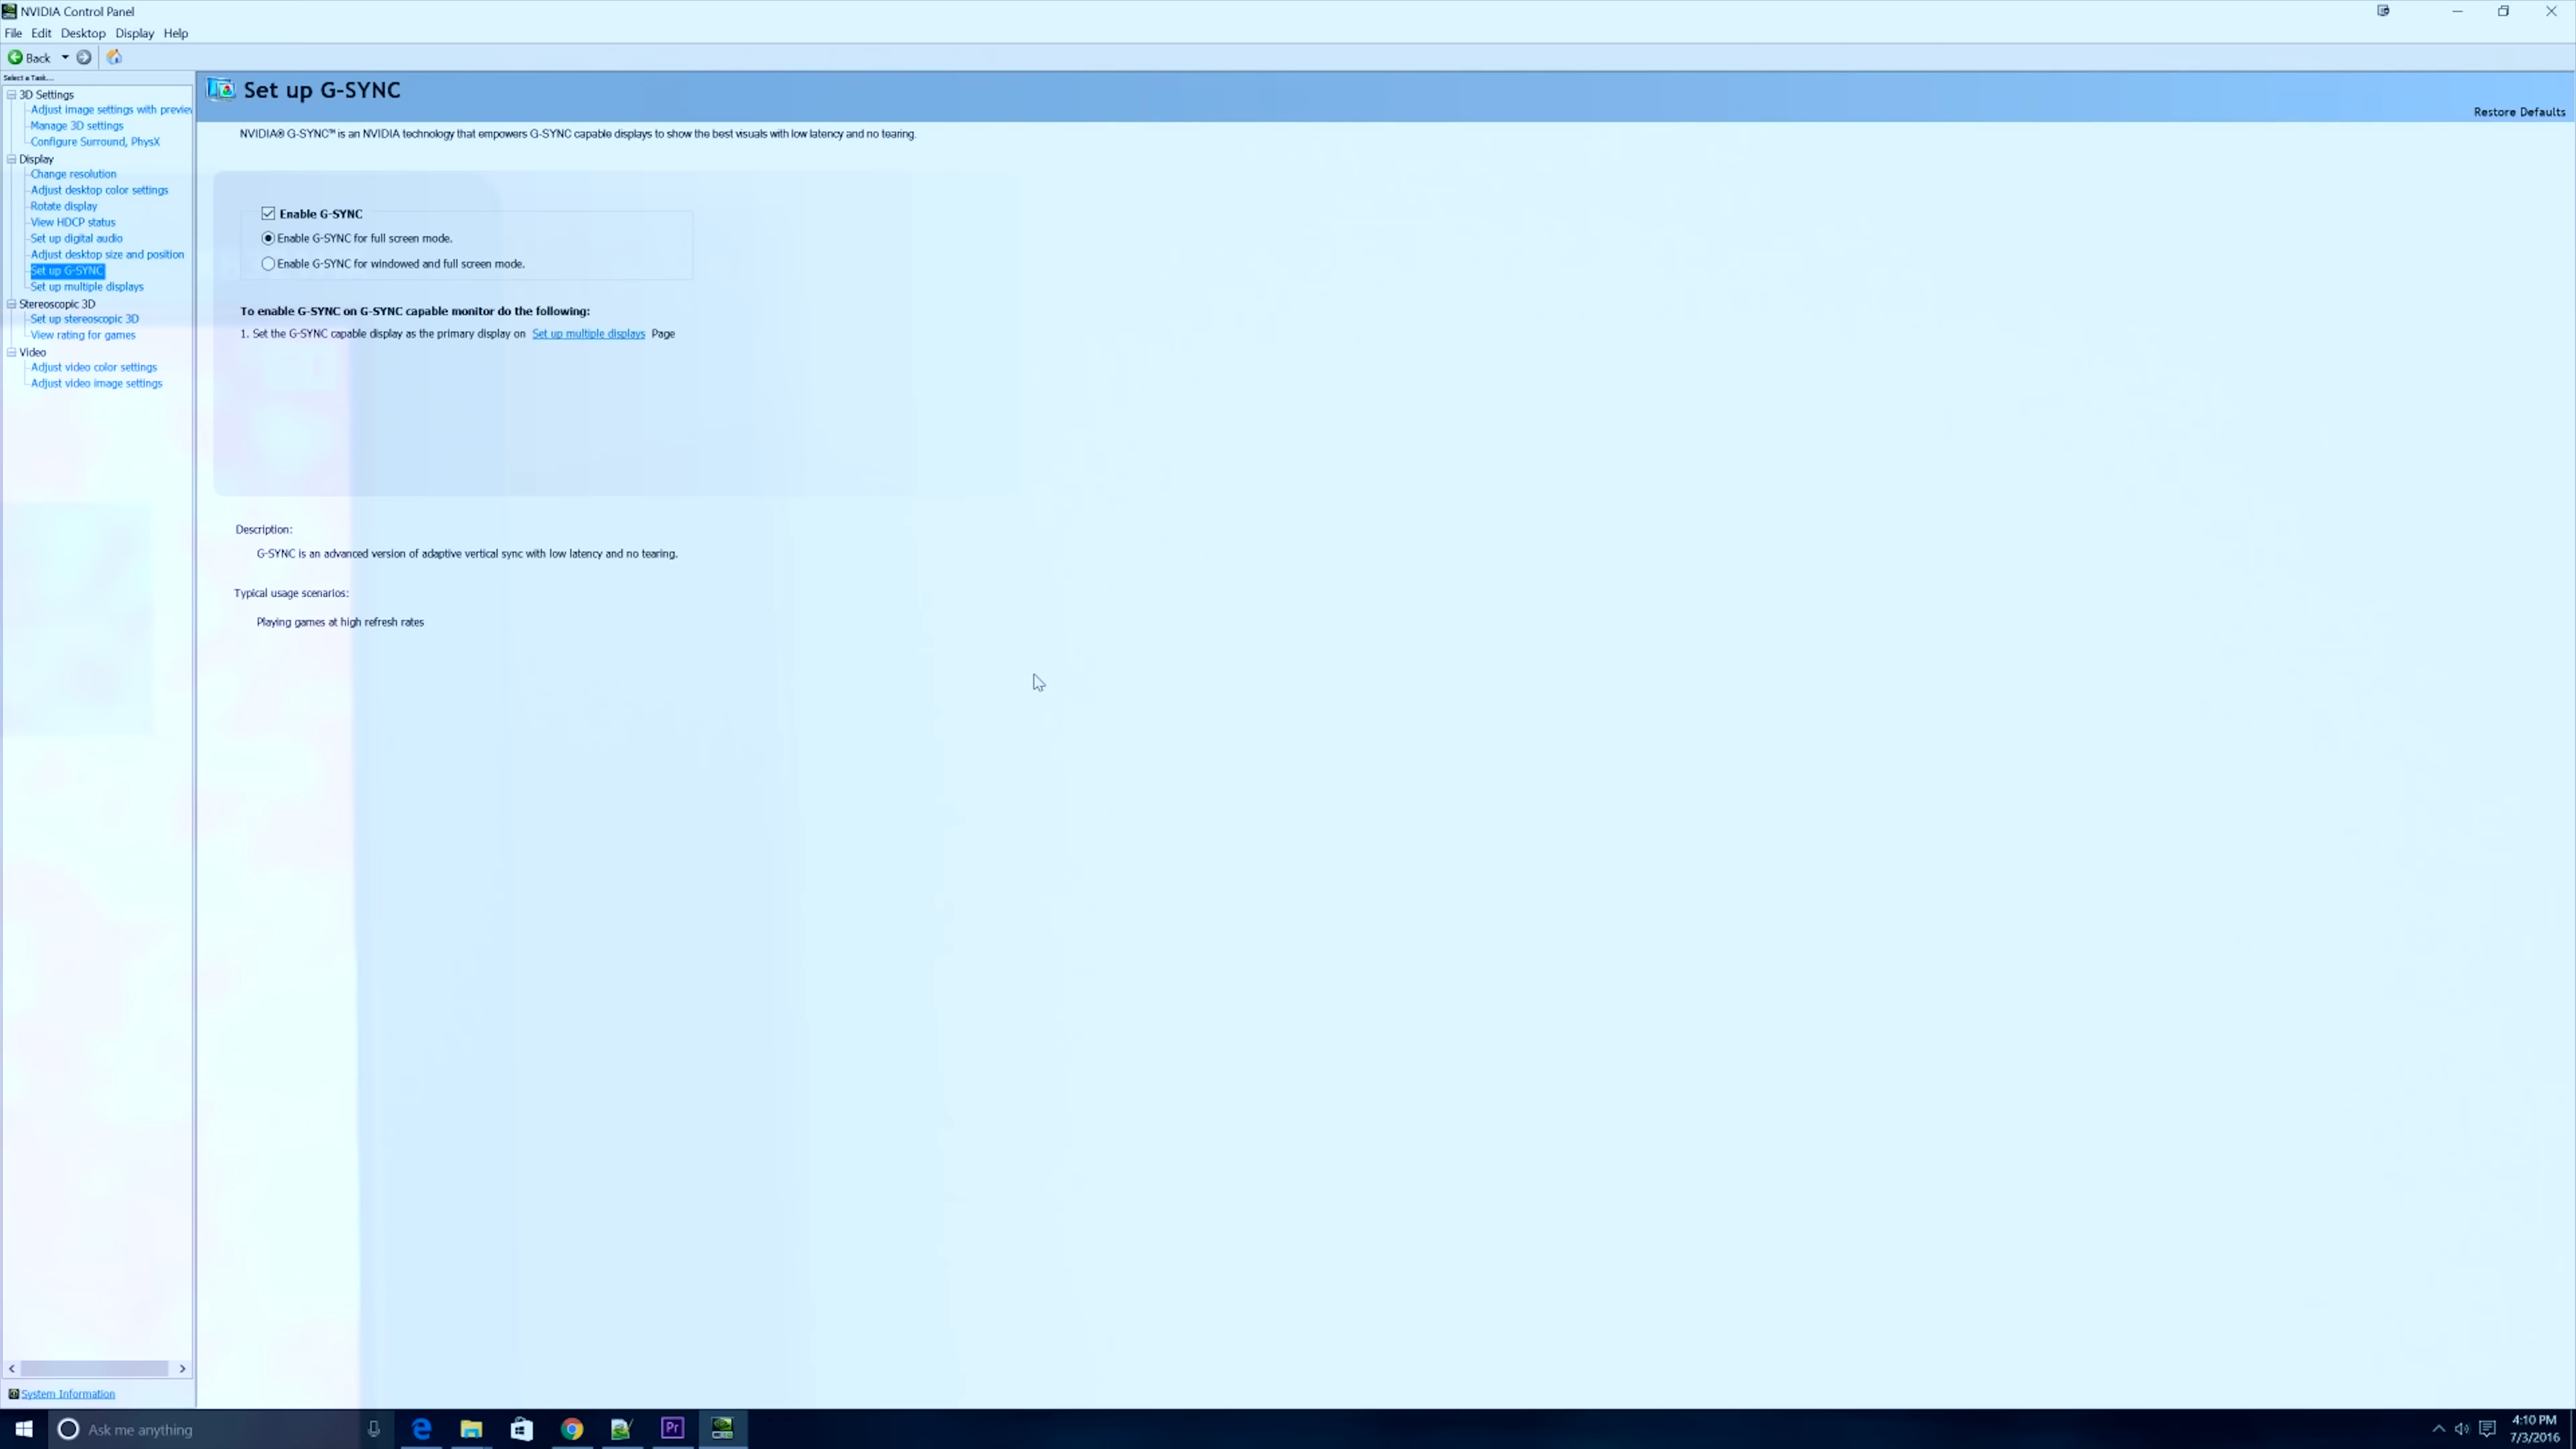 NVIDIA Control Panel
File Edit Desktop Display Help
Back
Select a Task...
3D Settings
Adjust image settings with preview
Manage 3D settings
Configure Surround, PhysX
Display
Change resolution
Adjust desktop color settings
Rotate display
View HDCP status
Set up digital audio
Adjust desktop size and position
Set up G-SYNC
Set up multiple displays
Stereoscopic 3D
Set up stereoscopic 3D
View rating for games
Video
Adjust video color settings
Adjust video image settings
System Information
Set up G-SYNC
Restore Defaults
NVIDIA® G-SYNC™ is an NVIDIA technology that empowers G-SYNC capable displays to show the best visuals with low latency and no tearing.
Enable G-SYNC
Enable G-SYNC for full screen mode.
Enable G-SYNC for windowed and full screen mode.
To enable G-SYNC on G-SYNC capable monitor do the following:
1. Set the G-SYNC capable display as the primary display on Set up multiple displays Page
Description:
G-SYNC is an advanced version of adaptive vertical sync with low latency and no tearing.
Typical usage scenarios:
Playing games at high refresh rates
Ask me anything
Pr
4:10 PM
7/3/2016